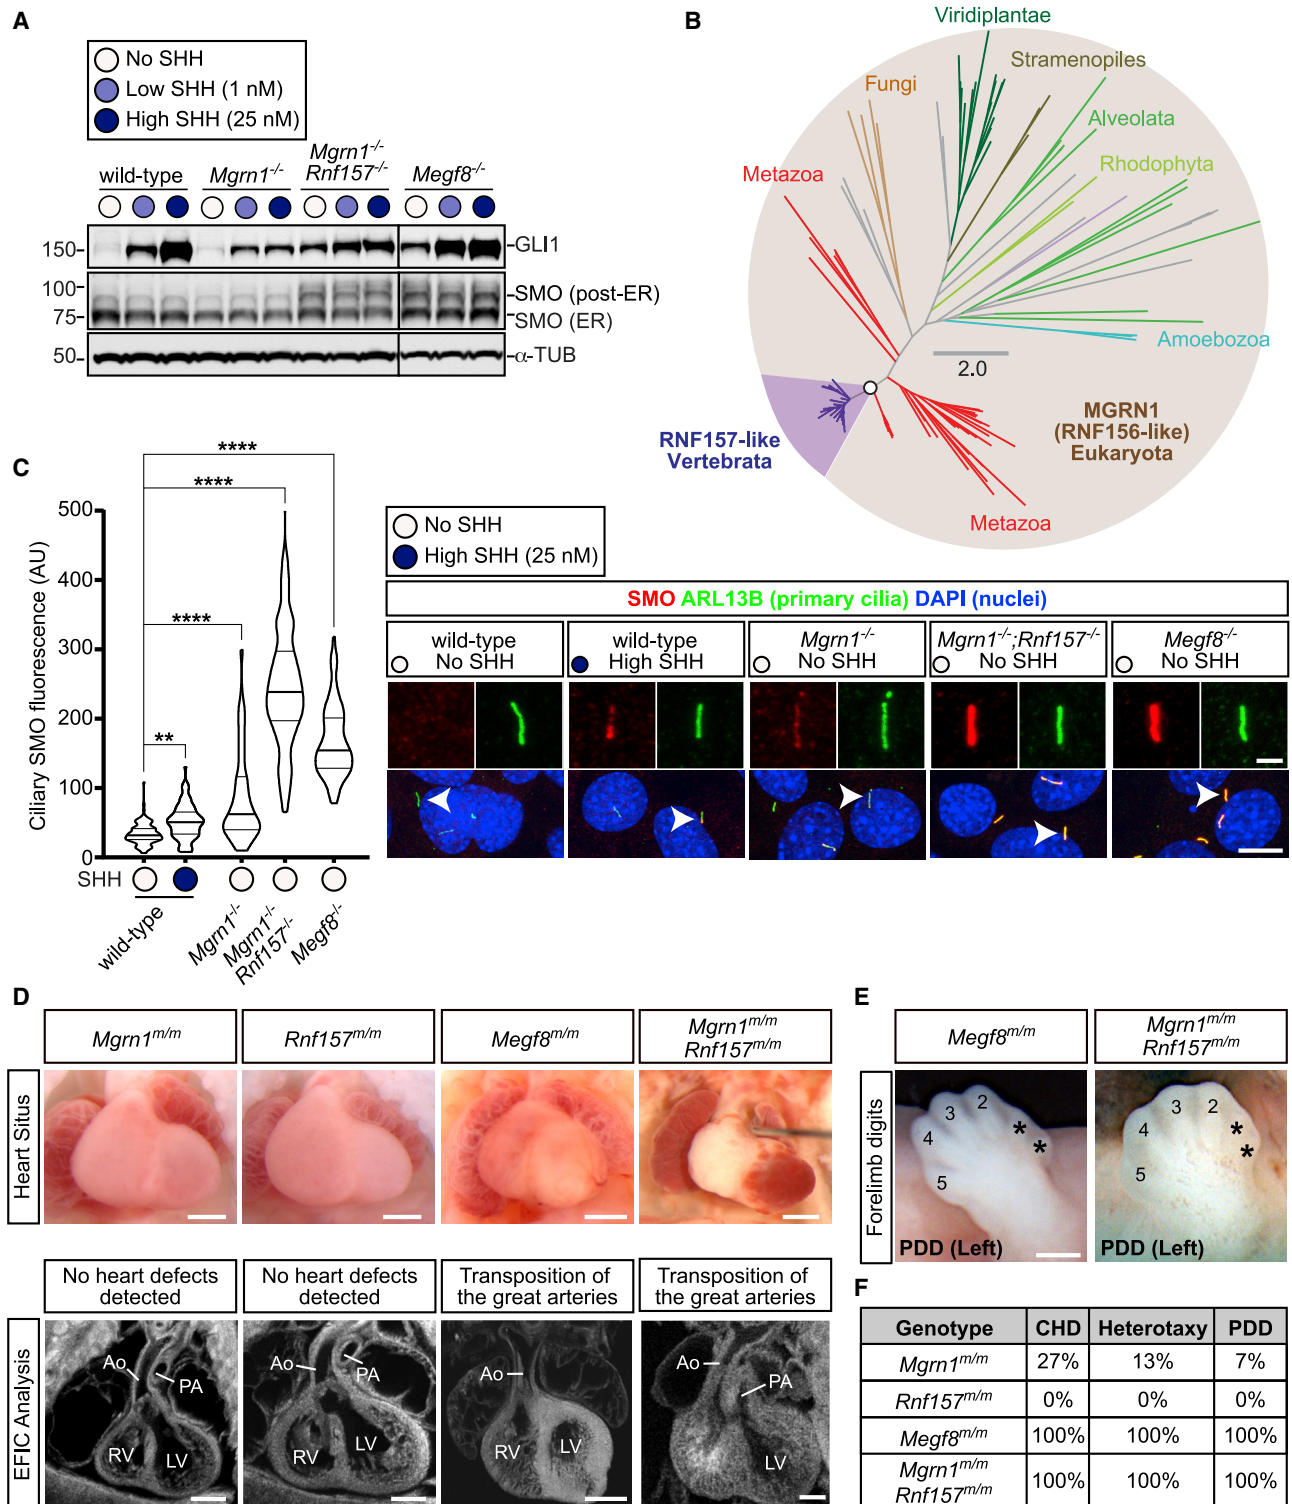 A
No SHH
Low SHH (1 nM)
High SHH (25 nM)
wild-type
Mgrn1-/-
Mgrn1-/-
Rnf157-/-
Megf8-/-
150
GLI1
100
SMO (post-ER)
75
SMO (ER)
50
α-TUB
B
Viridiplantae
Stramenopiles
Fungi
Alveolata
Rhodophyta
Metazoa
Amoebozoa
2.0
RNF157-like
Vertebrata
MGRN1
(RNF156-like)
Eukaryota
Metazoa
C
Ciliary SMO fluorescence (AU)
500
400
300
200
100
0
****
****
****
**
SHH
wild-type
Mgrn1-/-
Mgrn1-/-
Rnf157-/-
Megf8-/-
No SHH
High SHH (25 nM)
SMO ARL13B (primary cilia) DAPI (nuclei)
wild-type
No SHH
wild-type
High SHH
Mgrn1-/-
No SHH
Mgrn1-/-;Rnf157-/-
No SHH
Megf8-/-
No SHH
D
Mgrn1m/m
Rnf157m/m
Megf8m/m
Mgrn1m/m
Rnf157m/m
Heart Situs
No heart defects
detected
No heart defects
detected
Transposition of
the great arteries
Transposition of
the great arteries
EFIC Analysis
Ao
PA
RV
LV
Ao
PA
RV
LV
Ao
RV
LV
Ao
PA
LV
E
Megf8m/m
Mgrn1m/m
Rnf157m/m
Forelimb digits
2
3
4
5
*
*
PDD (Left)
2
3
4
5
*
*
PDD (Left)
F
Genotype CHD Heterotaxy PDD
Mgrn1m/m 27% 13% 7%
Rnf157m/m 0% 0% 0%
Megf8m/m 100% 100% 100%
Mgrn1m/m
Rnf157m/m 100% 100% 100%